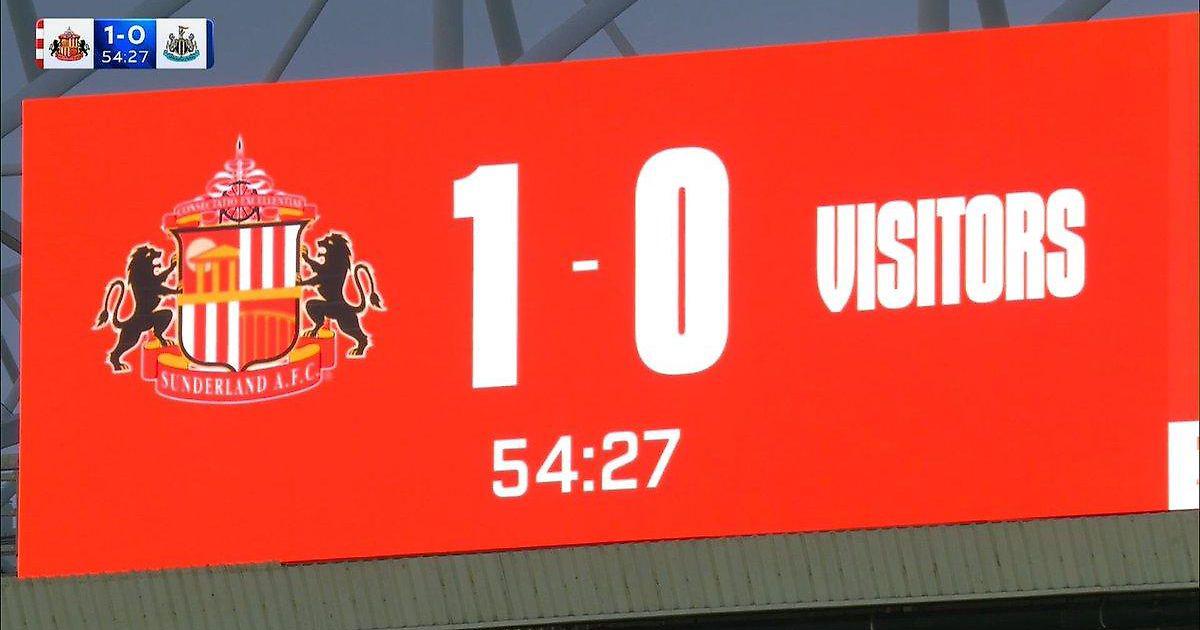 1-0
54:27
CONSECTATIO EXCELLENTIAE
1 - 0 VISITORS
SUNDERLAND A.F.C.
54:27